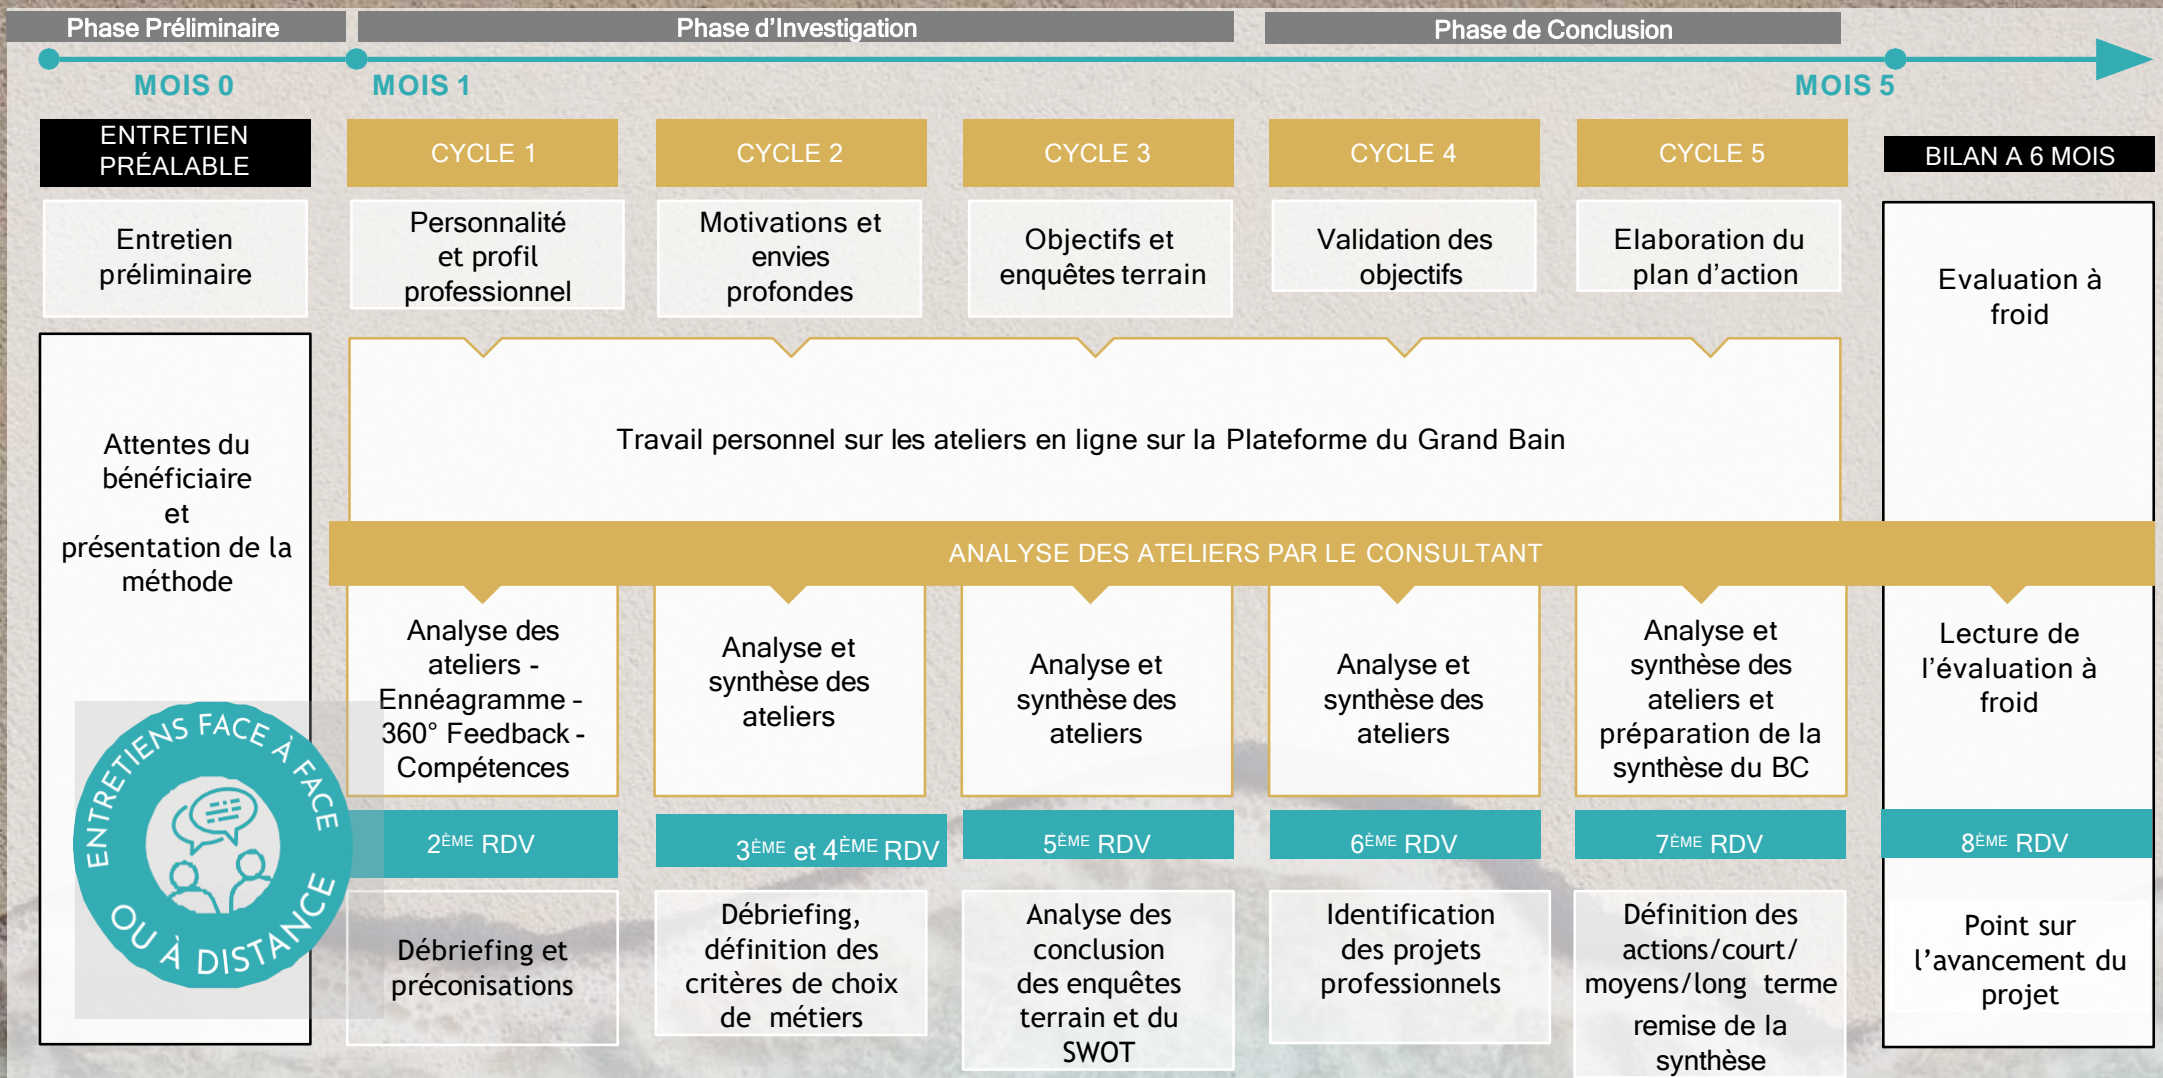 Phase Préliminaire
Phase d'Investigation
Phase de Conclusion
MOIS 0
MOIS 1
MOIS 5
ENTRETIEN
PRÉALABLE
CYCLE 1
CYCLE 2
CYCLE 3
CYCLE 4
CYCLE 5
BILAN A 6 MOIS
Entretien
préliminaire
Personnalité
et profil
professionnel
Motivations et
envies
profondes
Objectifs et
enquêtes terrain
Validation des
objectifs
Elaboration du
plan d'action
Evaluation à
froid
Attentes du
bénéficiaire
et
présentation de la
méthode
Travail personnel sur les ateliers en ligne sur la Plateforme du Grand Bain
ANALYSE DES ATELIERS PAR LE CONSULTANT
Analyse des
ateliers -
Ennéagramme -
360° Feedback -
Compétences
Analyse et
synthèse des
ateliers
Analyse et
synthèse des
ateliers
Analyse et
synthèse des
ateliers
Analyse et
synthèse des
ateliers et
préparation de la
synthèse du BC
Lecture de
l'évaluation à
froid
ENTRETIENS FACE À FACE
OU À DISTANCE
2ÈME RDV
3ÈME et 4ÈME RDV
5ÈME RDV
6ÈME RDV
7ÈME RDV
8ÈME RDV
Débriefing et
préconisations
Débriefing,
définition des
critères de choix
de métiers
Analyse des
conclusion
des enquêtes
terrain et du
SWOT
Identification
des projets
professionnels
Définition des
actions/court/
moyens/long terme
remise de la
synthèse
Point sur
l'avancement du
projet